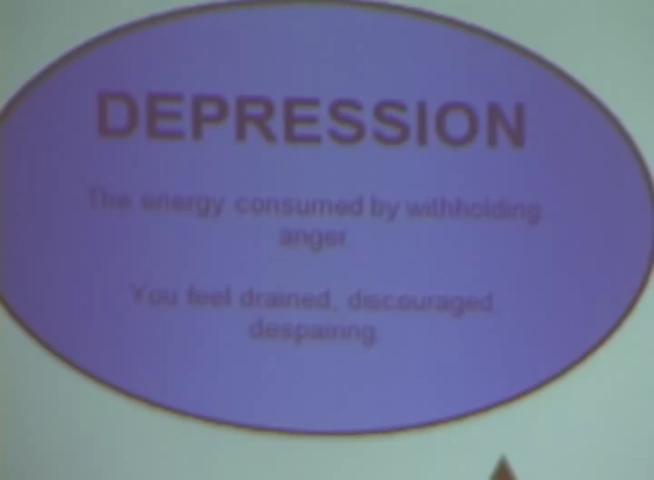 DEPRESSION
The energy consumed by withholding
anger
You feel drained, discouraged,
despairing.